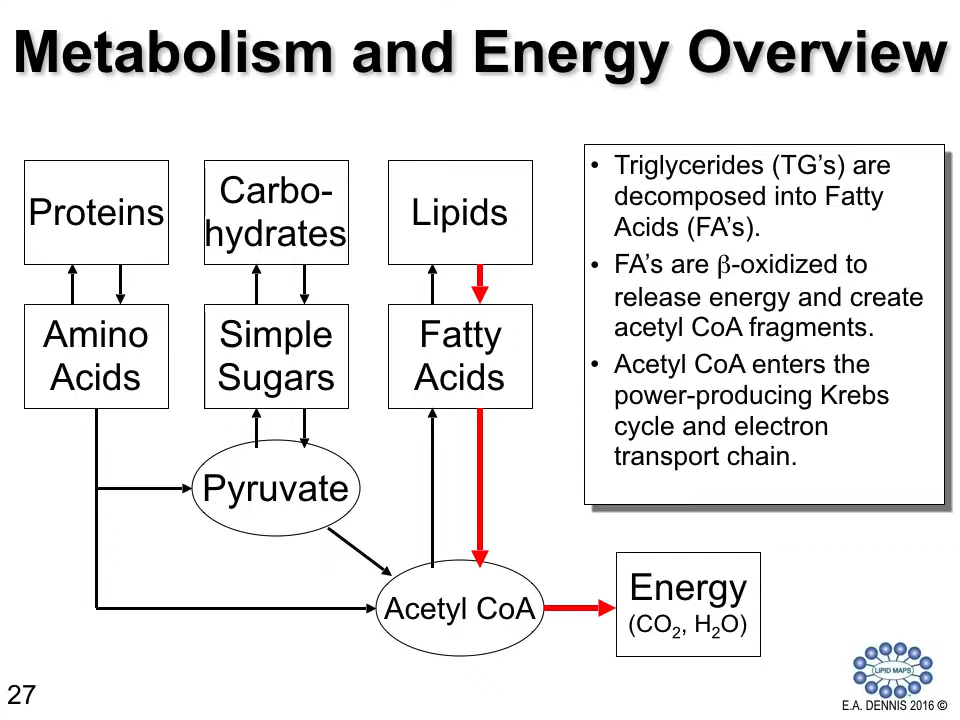 Metabolism and Energy Overview
Proteins
Carbo-
hydrates
Lipids
Amino
Acids
Simple
Sugars
Fatty
Acids
Pyruvate
Acetyl CoA
Energy
(CO₂, H₂O)
• Triglycerides (TG’s) are
decomposed into Fatty
Acids (FA’s).
• FA’s are β-oxidized to
release energy and create
acetyl CoA fragments.
• Acetyl CoA enters the
power-producing Krebs
cycle and electron
transport chain.
27
LIPID MAPS
E.A. DENNIS 2016 ©